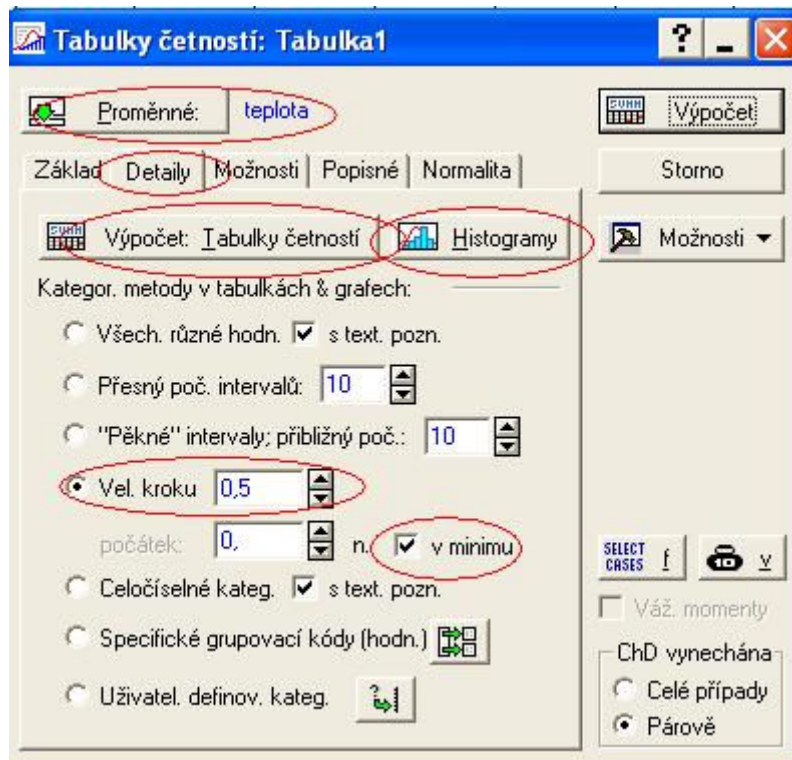 Tabulky četností: Tabulka1
Proměnné: teplota
Výpočet
Základ Detaily Možnosti Popisné Normalita
Storno
Výpočet: Tabulky četností Histogramy
Možnosti
Kategor. metody v tabulkách & grafech:
Všech. různé hodn. s text. pozn.
Přesný poč. intervalů: 10
"Pěkné" intervaly; přibližný poč.: 10
Vel. kroku 0,5
počátek: 0, n. v minimu
Celočíselné kateg. s text. pozn.
Specifické grupovací kódy (hodn.)
Uživatel. definov. kateg.
SELECT CASES f v
Váž. momenty
ChD vynechána
Celé případy
Párově